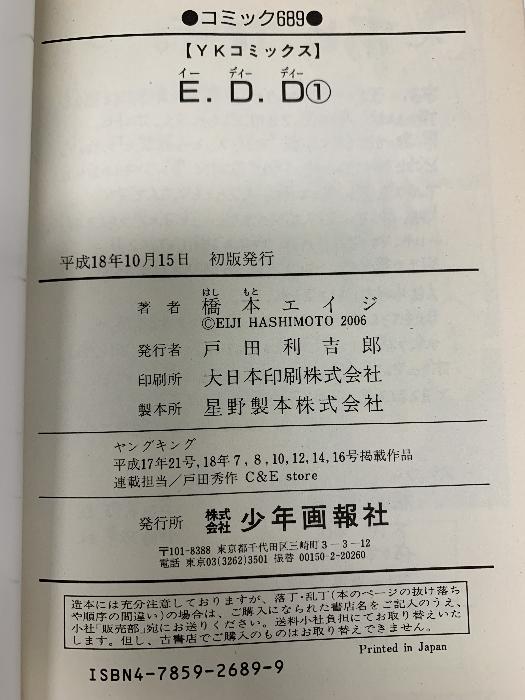 ●コミック689●
【YKコミックス】
イー ディー ディー
E. D. D①
平成18年10月15日 初版発行
はし もと
著者 橋本エイジ
©EIJI HASHIMOTO 2006
発行者 戸田利吉郎
印刷所 大日本印刷株式会社
製本所 星野製本株式会社
ヤングキング
平成17年21号,18年7,8,10,12,14,16号掲載作品
連載担当/戸田秀作 C&E store
発行所 株式会社 少年画報社
〒101-8388 東京都千代田区三崎町3-3-12
電話 東京03(3262)3501 振替 00150-2-20260
造本には充分注意しておりますが、落丁・乱丁(本のページの抜け落ち
や順序の間違い)の場合は、ご購入になられた書店名をご記入のうえ、
小社「販売部」宛にお送りください。送料小社負担にてお取り替えいた
します。但し、古書店でご購入のものはお取り替えできません。
Printed in Japan
ISBN4-7859-2689-9